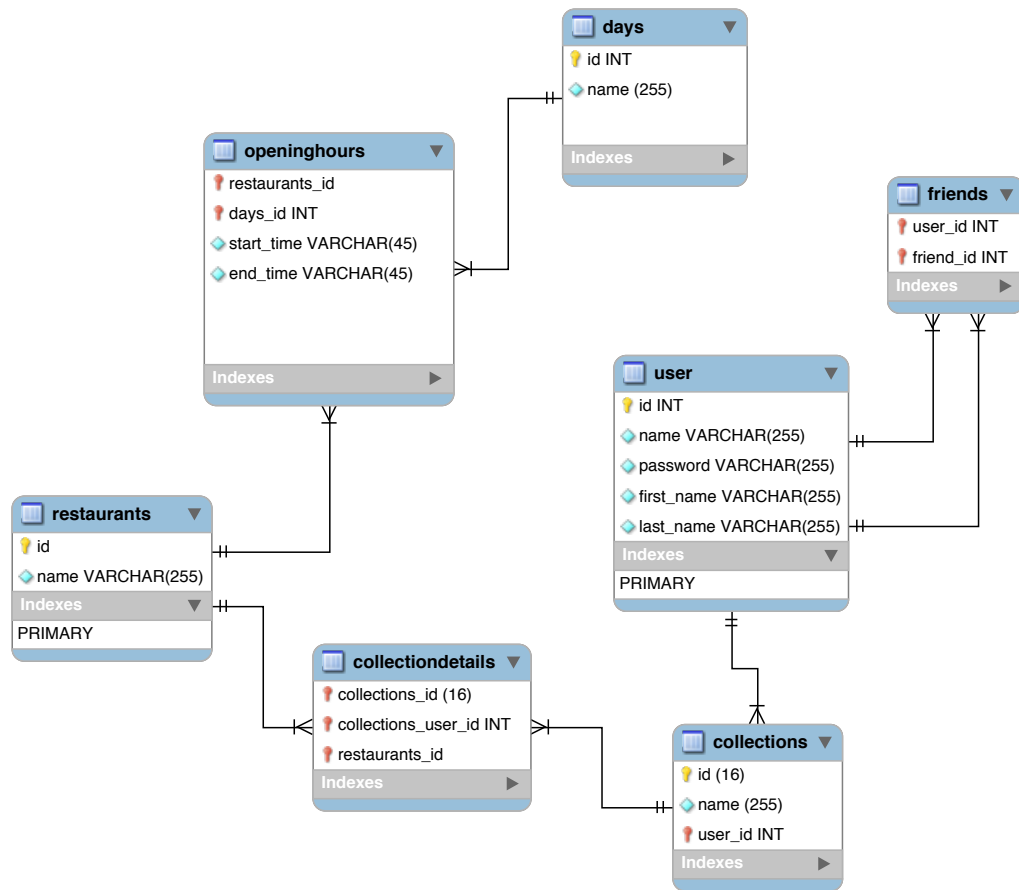 days
id INT
name (255)
Indexes
openinghours
restaurants_id
days_id INT
start_time VARCHAR(45)
end_time VARCHAR(45)
Indexes
friends
user_id INT
friend_id INT
Indexes
user
id INT
name VARCHAR(255)
password VARCHAR(255)
first_name VARCHAR(255)
last_name VARCHAR(255)
Indexes
PRIMARY
restaurants
id
name VARCHAR(255)
Indexes
PRIMARY
collectiondetails
collections_id (16)
collections_user_id INT
restaurants_id
Indexes
collections
id (16)
name (255)
user_id INT
Indexes